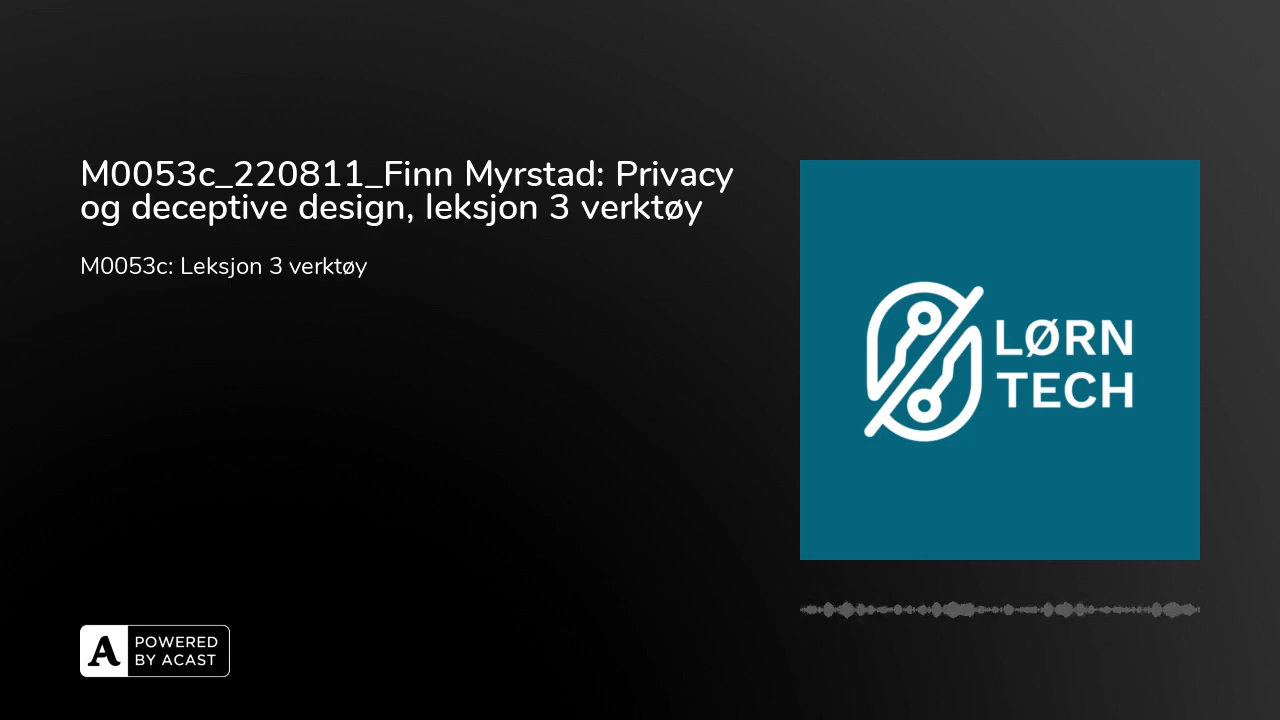 M0053c_220811_Finn Myrstad: Privacy
og deceptive design, leksjon 3 verktøy
M0053c: Leksjon 3 verktøy
LØRN
TECH
A
POWERED
BY ACAST